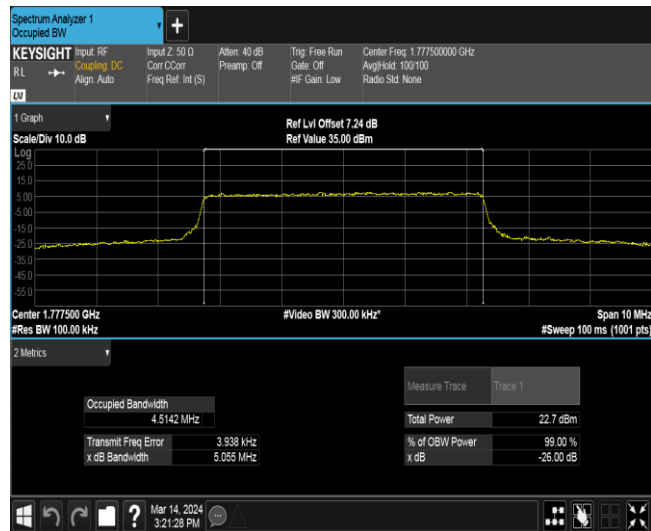 Spectrum Analyzer 1
Occupied BW
+
KEYSIGHT Input: RF Input Z: 50 Ω Atten: 40 dB Trig: Free Run Center Freq: 1.777500000 GHz
RL Coupling: DC Corr CCorr Preamp: Off Gate: Off Avg|Hold: 100/100
Align: Auto Freq Ref: Int (S) #IF Gain: Low Radio Std: None
LXI
1 Graph
Ref Lvl Offset 7.24 dB
Scale/Div 10.0 dB Ref Value 35.00 dBm
Log
25.0
15.0
5.00
-5.00
-15.0
-25.0
-35.0
-45.0
-55.0
Center 1.777500 GHz #Video BW 300.00 kHz* Span 10 MHz
#Res BW 100.00 kHz #Sweep 100 ms (1001 pts)
2 Metrics
Measure Trace Trace 1
Occupied Bandwidth
4.5142 MHz
Total Power 22.7 dBm
Transmit Freq Error 3.938 kHz % of OBW Power 99.00 %
x dB Bandwidth 5.055 MHz x dB -26.00 dB
? Mar 14, 2024
3:21:28 PM